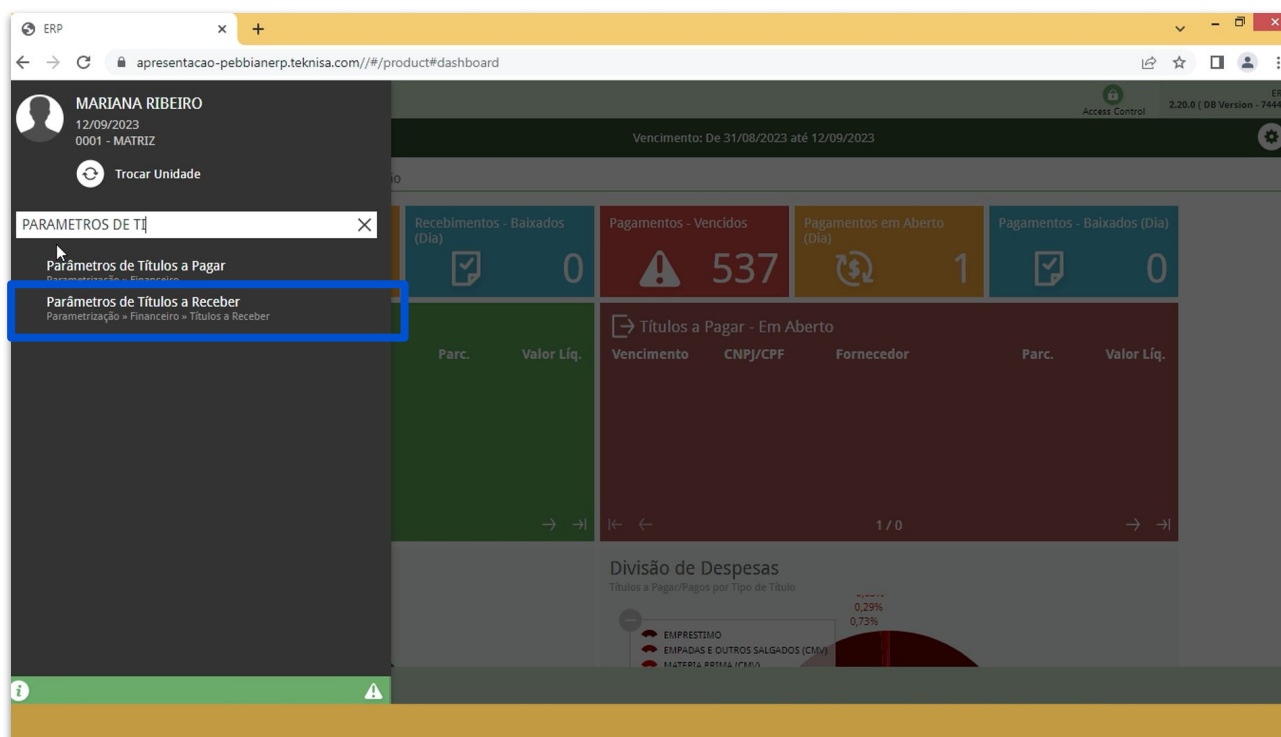 ERP
apresentacao-pebbianerp.teknisa.com//#/product#dashboard
MARIANA RIBEIRO
12/09/2023
0001 - MATRIZ
Trocar Unidade
PARAMETROS DE TI
Parâmetros de Títulos a Pagar
Parametrização » Financeiro
Parâmetros de Títulos a Receber
Parametrização » Financeiro » Títulos a Receber
Access Control
2.20.0 ( DB Version - 7444
Vencimento: De 31/08/2023 até 12/09/2023
Recebimentos - Baixados (Dia)
0
Pagamentos - Vencidos
537
Pagamentos em Aberto (Dia)
1
Pagamentos - Baixados (Dia)
0
Parc. Valor Líq.
Títulos a Pagar - Em Aberto
Vencimento CNPJ/CPF Fornecedor Parc. Valor Líq.
1 / 0
Divisão de Despesas
Títulos a Pagar/Pagos por Tipo de Título
0,29%
0,73%
EMPRESTIMO
EMPADAS E OUTROS SALGADOS (CMV)
MATERIA PRIMA (CMV)